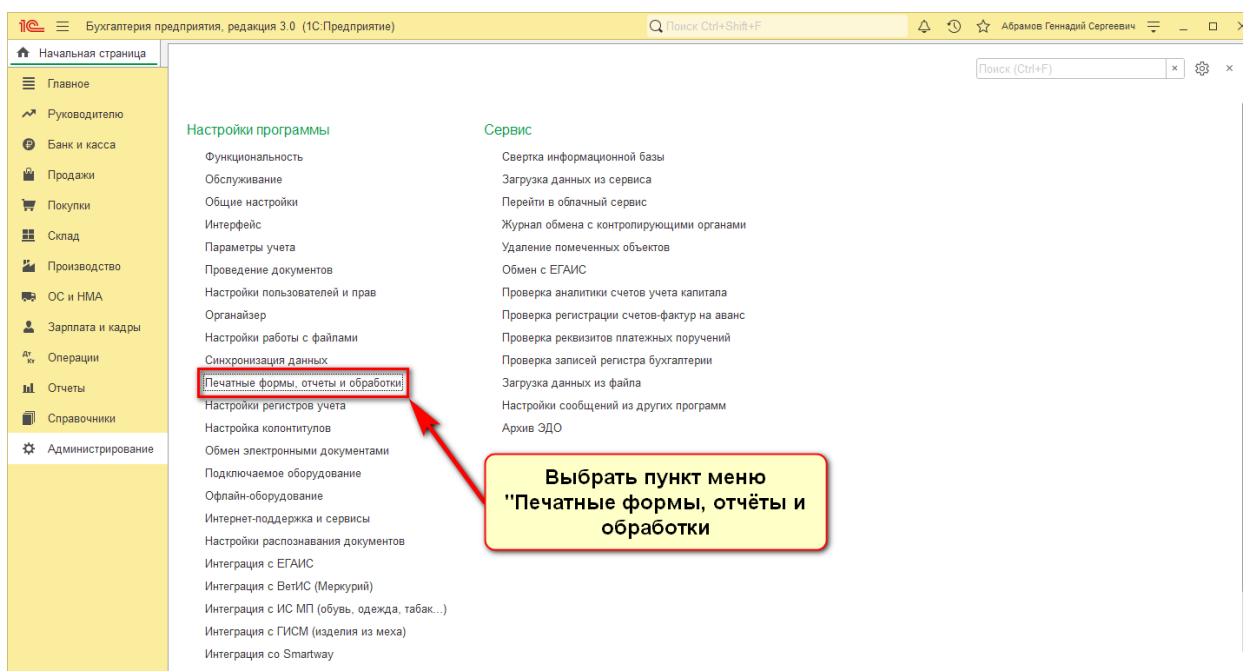 1С Бухгалтерия предприятия, редакция 3.0 (1С:Предприятие) Поиск Ctrl+Shift+F Абрамов Геннадий Сергеевич
Начальная страница
Поиск (Ctrl+F)
Главное
Руководителю
Банк и касса
Продажи
Покупки
Склад
Производство
ОС и НМА
Зарплата и кадры
Дт Кт Операции
Отчеты
Справочники
Администрирование
Настройки программы
Функциональность
Обслуживание
Общие настройки
Интерфейс
Параметры учета
Проведение документов
Настройки пользователей и прав
Органайзер
Настройки работы с файлами
Синхронизация данных
Печатные формы, отчеты и обработки
Настройки регистров учета
Настройка колонтитулов
Обмен электронными документами
Подключаемое оборудование
Офлайн-оборудование
Интернет-поддержка и сервисы
Настройки распознавания документов
Интеграция с ЕГАИС
Интеграция с ВетИС (Меркурий)
Интеграция с ИС МП (обувь, одежда, табак...)
Интеграция с ГИСМ (изделия из меха)
Интеграция со Smartway
Сервис
Свертка информационной базы
Загрузка данных из сервиса
Перейти в облачный сервис
Журнал обмена с контролирующими органами
Удаление помеченных объектов
Обмен с ЕГАИС
Проверка аналитики счетов учета капитала
Проверка регистрации счетов-фактур на аванс
Проверка реквизитов платежных поручений
Проверка записей регистра бухгалтерии
Загрузка данных из файла
Настройки сообщений из других программ
Архив ЭДО
Выбрать пункт меню
"Печатные формы, отчёты и
обработки